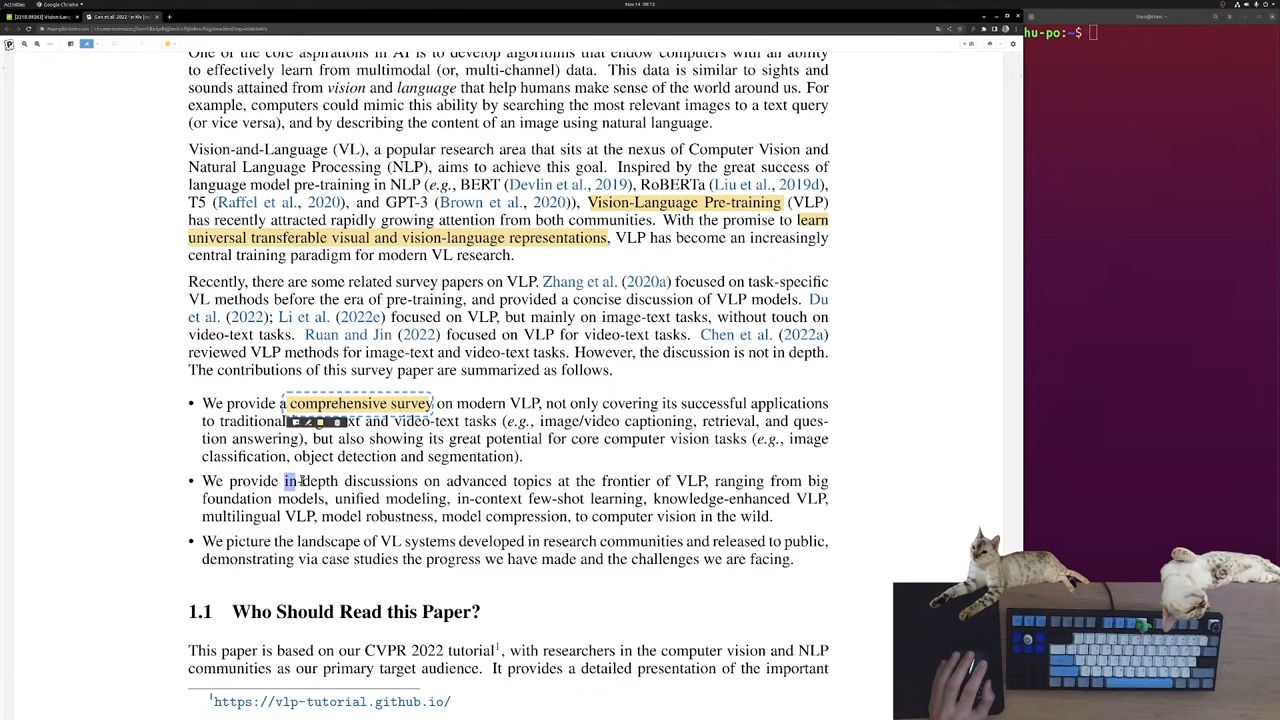 Activities
Google Chrome
Nov 14 09:13
[2210.09263] Vision-Lang
Gan et al. 2022 - arXiv [cs
One of the core aspirations in AI is to develop algorithms that endow computers with an ability
to effectively learn from multimodal (or, multi-channel) data. This data is similar to sights and
sounds attained from vision and language that help humans make sense of the world around us. For
example, computers could mimic this ability by searching the most relevant images to a text query
(or vice versa), and by describing the content of an image using natural language.
Vision-and-Language (VL), a popular research area that sits at the nexus of Computer Vision and
Natural Language Processing (NLP), aims to achieve this goal. Inspired by the great success of
language model pre-training in NLP (e.g., BERT (Devlin et al., 2019), RoBERTa (Liu et al., 2019d),
T5 (Raffel et al., 2020), and GPT-3 (Brown et al., 2020)), Vision-Language Pre-training (VLP)
has recently attracted rapidly growing attention from both communities. With the promise to learn
universal transferable visual and vision-language representations, VLP has become an increasingly
central training paradigm for modern VL research.
Recently, there are some related survey papers on VLP. Zhang et al. (2020a) focused on task-specific
VL methods before the era of pre-training, and provided a concise discussion of VLP models. Du
et al. (2022); Li et al. (2022e) focused on VLP, but mainly on image-text tasks, without touch on
video-text tasks. Ruan and Jin (2022) focused on VLP for video-text tasks. Chen et al. (2022a)
reviewed VLP methods for image-text and video-text tasks. However, the discussion is not in depth.
The contributions of this survey paper are summarized as follows.
• We provide a comprehensive survey on modern VLP, not only covering its successful applications
to traditional xt and video-text tasks (e.g., image/video captioning, retrieval, and ques-
tion answering), but also showing its great potential for core computer vision tasks (e.g., image
classification, object detection and segmentation).
• We provide in-depth discussions on advanced topics at the frontier of VLP, ranging from big
foundation models, unified modeling, in-context few-shot learning, knowledge-enhanced VLP,
multilingual VLP, model robustness, model compression, to computer vision in the wild.
• We picture the landscape of VL systems developed in research communities and released to public,
demonstrating via case studies the progress we have made and the challenges we are facing.
1.1 Who Should Read this Paper?
This paper is based on our CVPR 2022 tutorial1, with researchers in the computer vision and NLP
communities as our primary target audience. It provides a detailed presentation of the important
1https://vlp-tutorial.github.io/
hu-po:~$